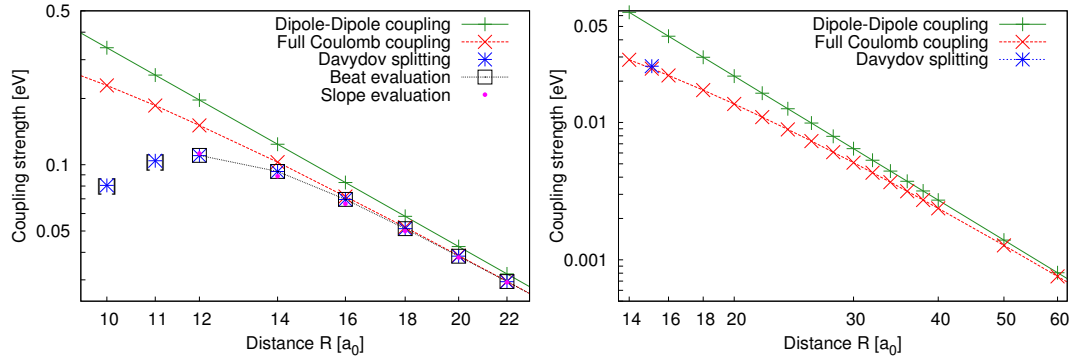 Dipole-Dipole coupling
Full Coulomb coupling
Davydov splitting
Beat evaluation
Slope evaluation
Coupling strength [eV]
0.5
0.1
0.05
10
11
12
14
16
18
20
22
Distance R [a0]
Dipole-Dipole coupling
Full Coulomb coupling
Davydov splitting
Coupling strength [eV]
0.05
0.01
0.001
14
16
18
20
30
40
50
60
Distance R [a0]